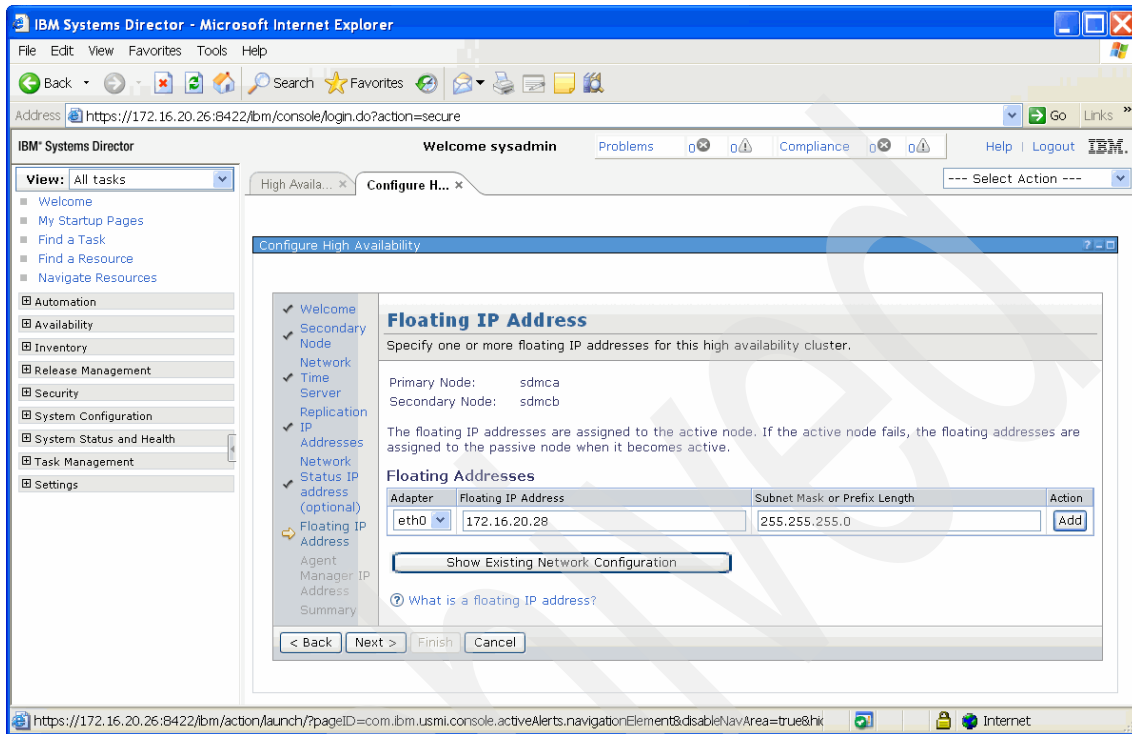 IBM Systems Director - Microsoft Internet Explorer
File Edit View Favorites Tools Help
Back Search Favorites
Address https://172.16.20.26:8422/ibm/console/login.do?action=secure Go Links »
IBM® Systems Director Welcome sysadmin Problems 0 0 Compliance 0 0 Help | Logout IBM.
View: All tasks
High Availa... × Configure H... × --- Select Action ---
Welcome
My Startup Pages
Find a Task
Find a Resource
Navigate Resources
Automation
Availability
Inventory
Release Management
Security
System Configuration
System Status and Health
Task Management
Settings
Configure High Availability
Welcome
Secondary
Node
Network
Time
Server
Replication
IP
Addresses
Network
Status IP
address
(optional)
Floating IP
Address
Agent
Manager IP
Address
Summary
Floating IP Address
Specify one or more floating IP addresses for this high availability cluster.
Primary Node: sdmca
Secondary Node: sdmcb
The floating IP addresses are assigned to the active node. If the active node fails, the floating addresses are
assigned to the passive node when it becomes active.
Floating Addresses
Adapter Floating IP Address Subnet Mask or Prefix Length Action
eth0 172.16.20.28 255.255.255.0 Add
Show Existing Network Configuration
What is a floating IP address?
< Back Next > Finish Cancel
https://172.16.20.26:8422/ibm/action/launch/?pageID=com.ibm.usmi.console.activeAlerts.navigationElement&disableNavArea=true&hi Internet